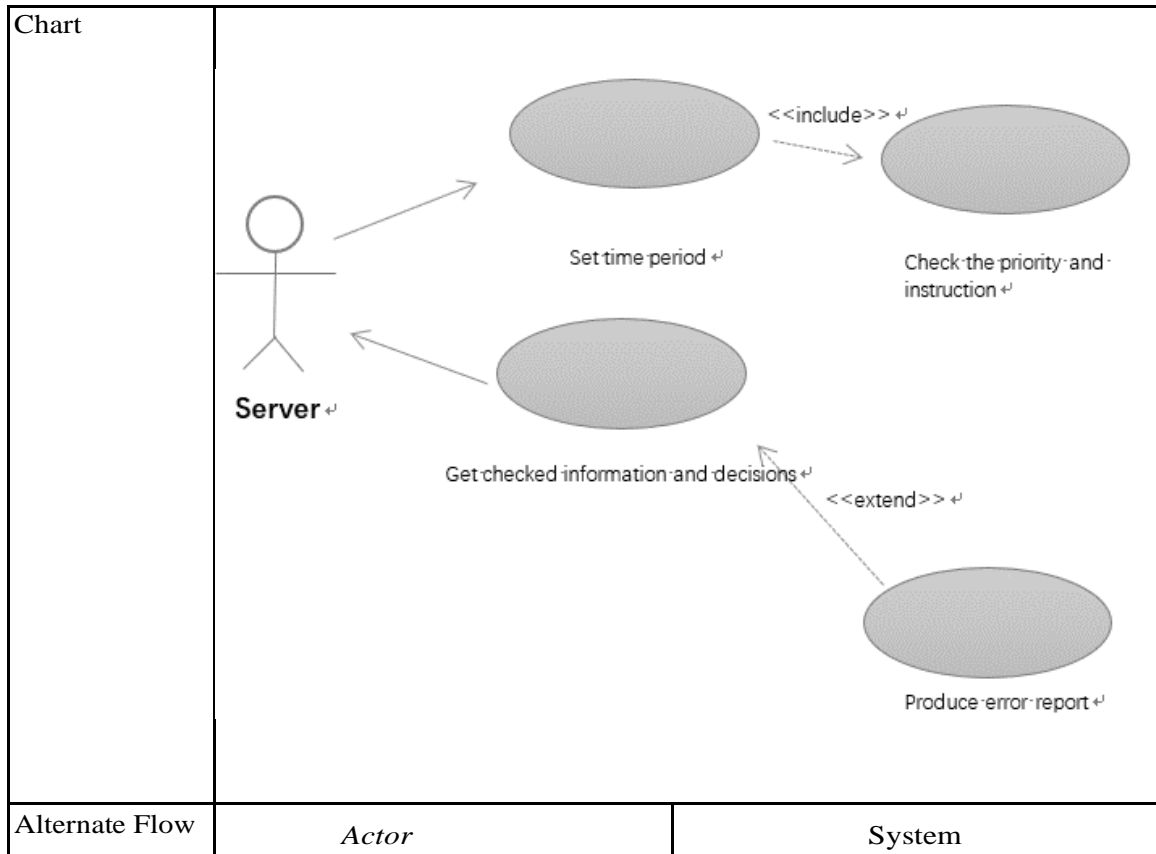 Chart
<<include>>
Set time period
Check the priority and
instruction
Server
Get checked information and decisions
<<extend>>
Produce error report
Alternate Flow
Actor
System